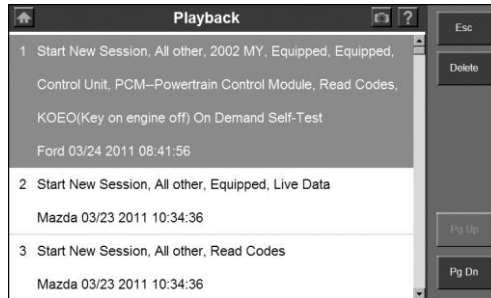 Playback
?
1 Start New Session, All other, 2002 MY, Equipped, Equipped,
Control Unit, PCM--Powertrain Control Module, Read Codes,
KOEO(Key on engine off) On Demand Self-Test
Ford 03/24 2011 08:41:56
2 Start New Session, All other, Equipped, Live Data
Mazda 03/23 2011 10:34:36
3 Start New Session, All other, Read Codes
Mazda 03/23 2011 10:34:36
Esc
Delete
Pg Up
Pg Dn